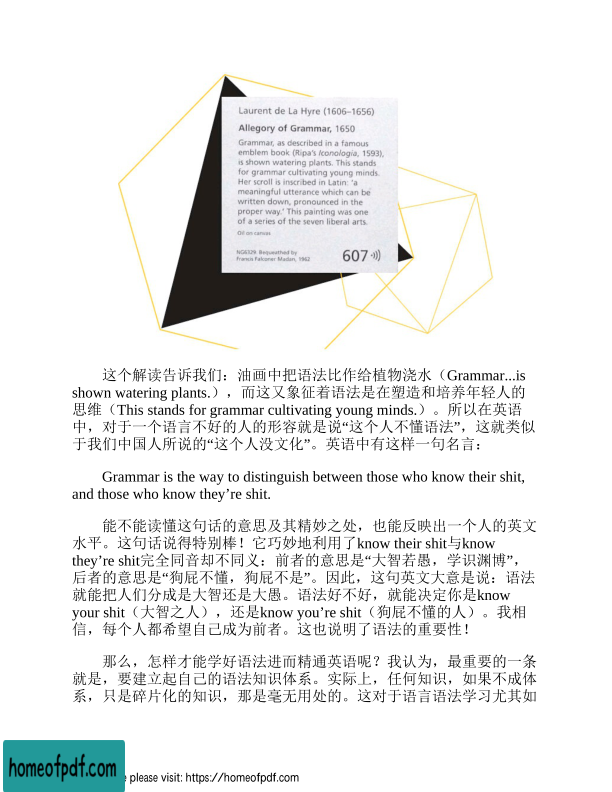 Laurent de La Hyre (1606–1656)
Allegory of Grammar, 1650
Grammar, as described in a famous
emblem book (Ripa's Iconologia, 1593),
is shown watering plants. This stands
for grammar cultivating young minds.
Her scroll is inscribed in Latin: 'a
meaningful utterance which can be
written down, pronounced in the
proper way.' This painting was one
of a series of the seven liberal arts.
Oil on canvas
NG6329. Bequeathed by
Francis Falconer Madan, 1962
607
这个解读告诉我们：油画中把语法比作给植物浇水（Grammar...is
shown watering plants.），而这又象征着语法是在塑造和培养年轻人的
思维（This stands for grammar cultivating young minds.）。所以在英语
中，对于一个语言不好的人的形容就是说“这个人不懂语法”，这就类似
于我们中国人所说的“这个人没文化”。英语中有这样一句名言：
Grammar is the way to distinguish between those who know their shit,
and those who know they’re shit.
能不能读懂这句话的意思及其精妙之处，也能反映出一个人的英文
水平。这句话说得特别棒！它巧妙地利用了know their shit与know
they’re shit完全同音却不同义：前者的意思是“大智若愚，学识渊博”，
后者的意思是“狗屁不懂，狗屁不是”。因此，这句英文大意是说：语法
就能把人们分成是大智还是大愚。语法好不好，就能决定你是know
your shit（大智之人），还是know you’re shit（狗屁不懂的人）。我相
信，每个人都希望自己成为前者。这也说明了语法的重要性！
那么，怎样才能学好语法进而精通英语呢？我认为，最重要的一条
就是，要建立起自己的语法知识体系。实际上，任何知识，如果不成体
系，只是碎片化的知识，那是毫无用处的。这对于语言语法学习尤其如
homeofpdf.com
e please visit: https://homeofpdf.com